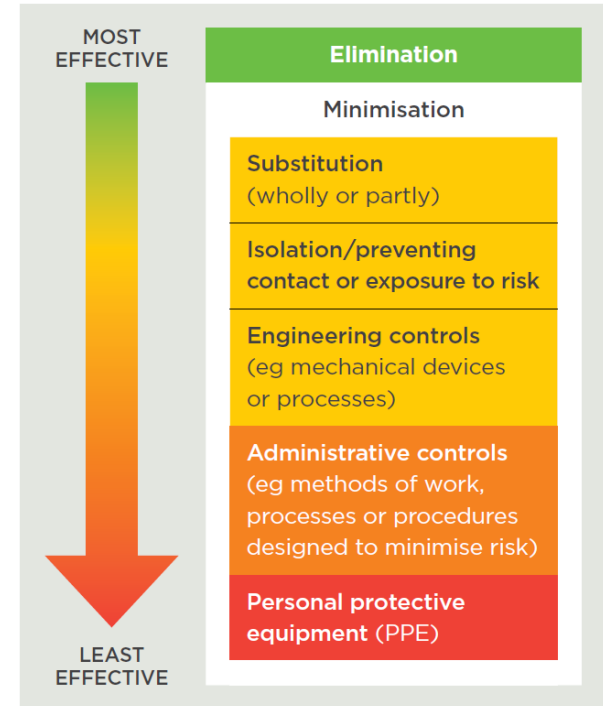 MOST
EFFECTIVE
Elimination
Minimisation
Substitution
(wholly or partly)
Isolation/preventing
contact or exposure to risk
Engineering controls
(eg mechanical devices
or processes)
Administrative controls
(eg methods of work,
processes or procedures
designed to minimise risk)
Personal protective
equipment (PPE)
LEAST
EFFECTIVE